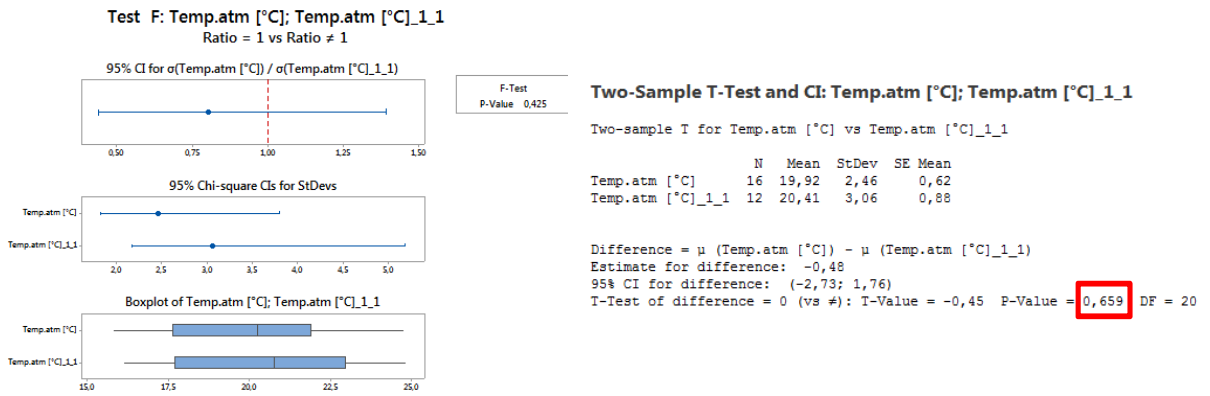 Test F: Temp.atm [°C]; Temp.atm [°C]_1_1
Ratio = 1 vs Ratio ≠ 1
95% CI for σ(Temp.atm [°C]) / σ(Temp.atm [°C]_1_1)
0,50 0,75 1,00 1,25 1,50
F-Test
P-Value 0,425
95% Chi-square CIs for StDevs
Temp.atm [°C]
Temp.atm [°C]_1_1
2,0 2,5 3,0 3,5 4,0 4,5 5,0
Boxplot of Temp.atm [°C]; Temp.atm [°C]_1_1
Temp.atm [°C]
Temp.atm [°C]_1_1
15,0 17,5 20,0 22,5 25,0
Two-Sample T-Test and CI: Temp.atm [°C]; Temp.atm [°C]_1_1
Two-sample T for Temp.atm [°C] vs Temp.atm [°C]_1_1
N Mean StDev SE Mean
Temp.atm [°C] 16 19,92 2,46 0,62
Temp.atm [°C]_1_1 12 20,41 3,06 0,88
Difference = μ (Temp.atm [°C]) - μ (Temp.atm [°C]_1_1)
Estimate for difference: -0,48
95% CI for difference: (-2,73; 1,76)
T-Test of difference = 0 (vs ≠): T-Value = -0,45 P-Value = 0,659 DF = 20